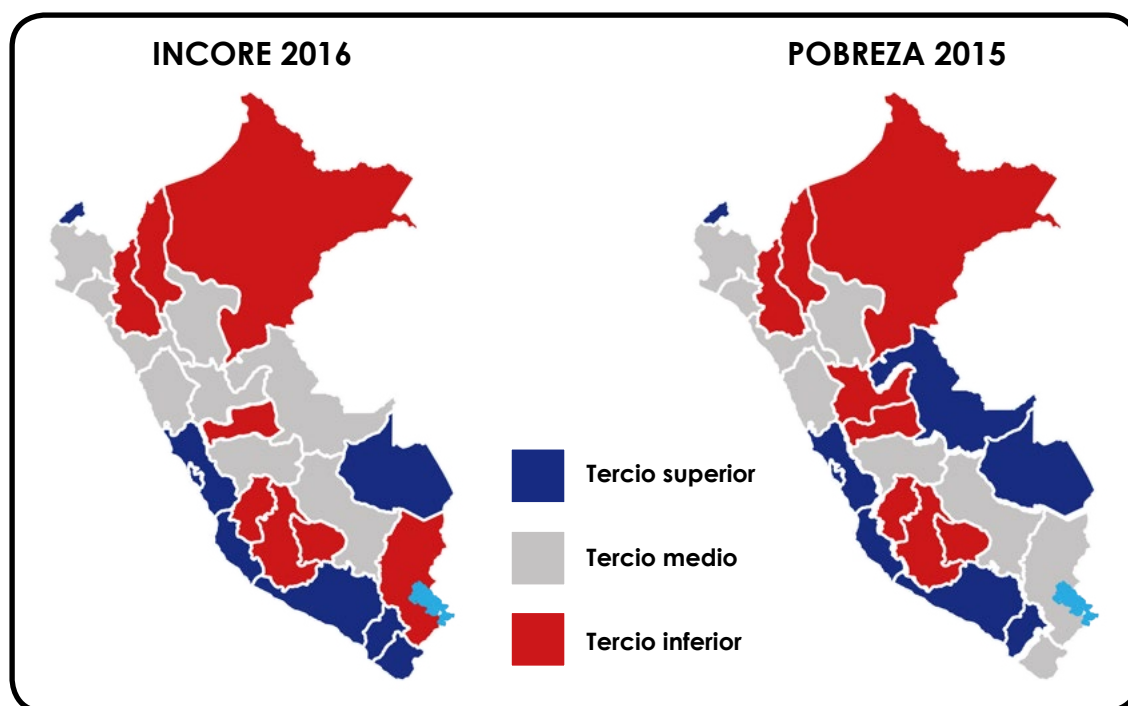 INCORE 2016
POBREZA 2015
Tercio superior
Tercio medio
Tercio inferior